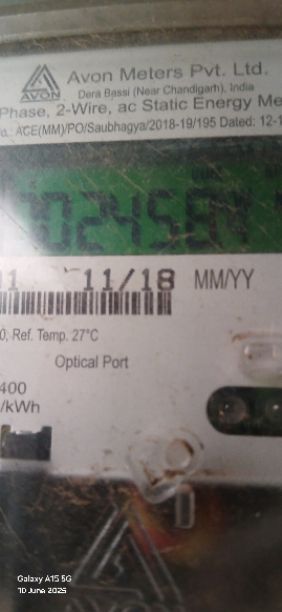 Avon Meters Pvt. Ltd.
AVON
Dera Bassi (Near Chandigarh), India
Phase, 2-Wire, ac Static Energy Me
o.: ACE(MM)/PO/Saubhagya/2018-19/195 Dated: 12-1
11/18 MM/YY
0, Ref. Temp. 27°C
Optical Port
400
/kWh
AVON
Galaxy A15 5G
10 June 2025